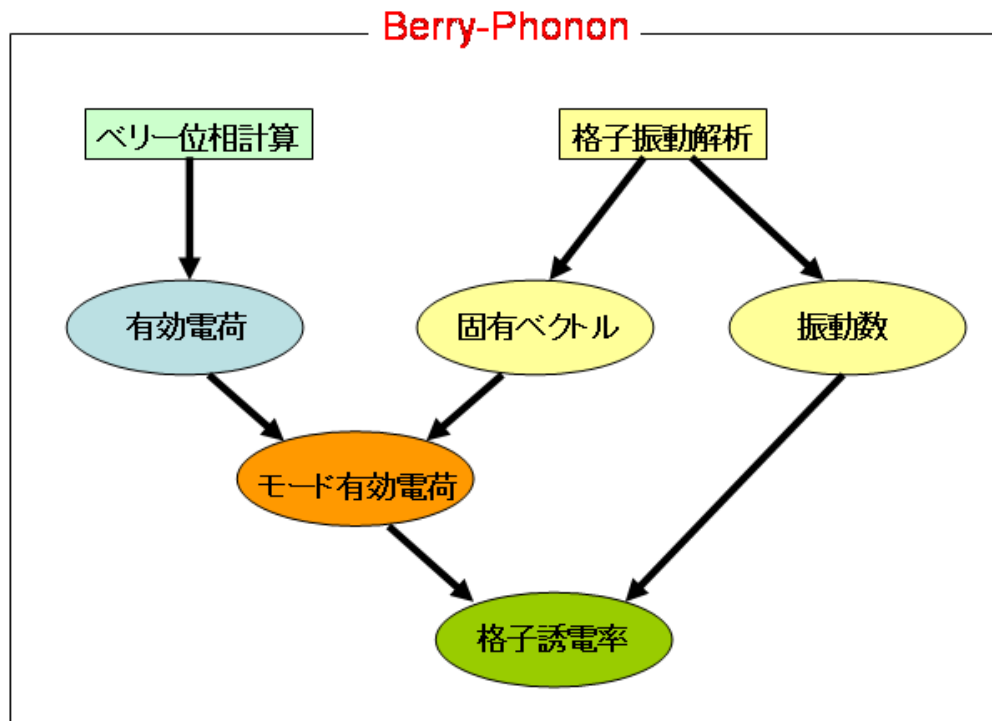 Berry-Phonon
ベリー位相計算
格子振動解析
有効電荷
固有ベクトル
振動数
モード有効電荷
格子誘電率